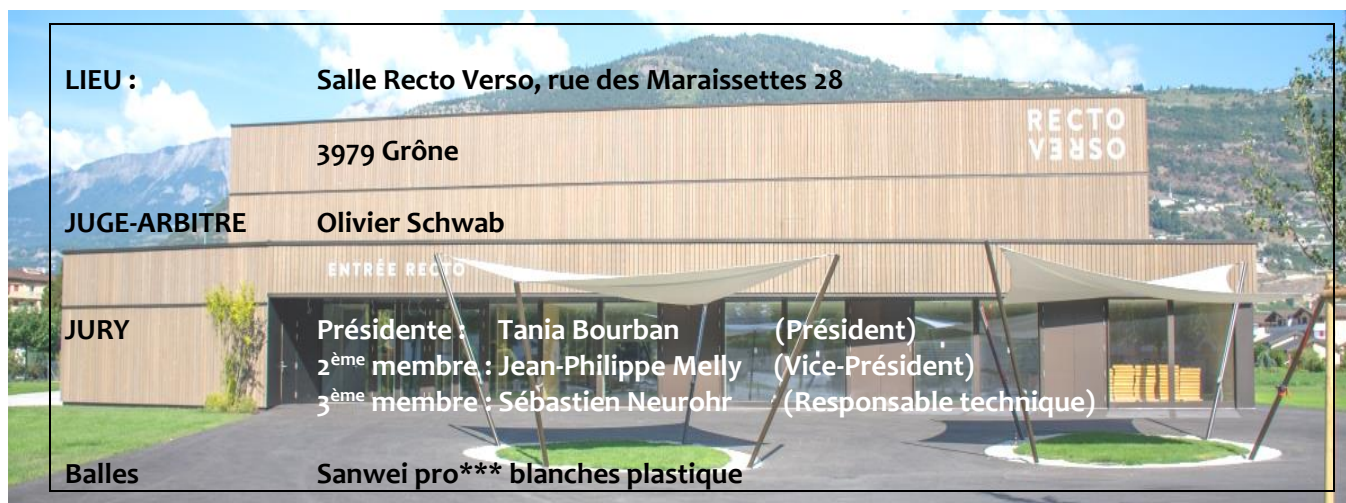 LIEU : Salle Recto Verso, rue des Maraissettes 28
RECTO
VERSO
3979 Grône
JUGE-ARBITRE Olivier Schwab
ENTRÉE RECTO
JURY Présidente : Tania Bourban (Président)
2ème membre : Jean-Philippe Melly (Vice-Président)
3ème membre : Sébastien Neurohr (Responsable technique)
Balles Sanwei pro*** blanches plastique